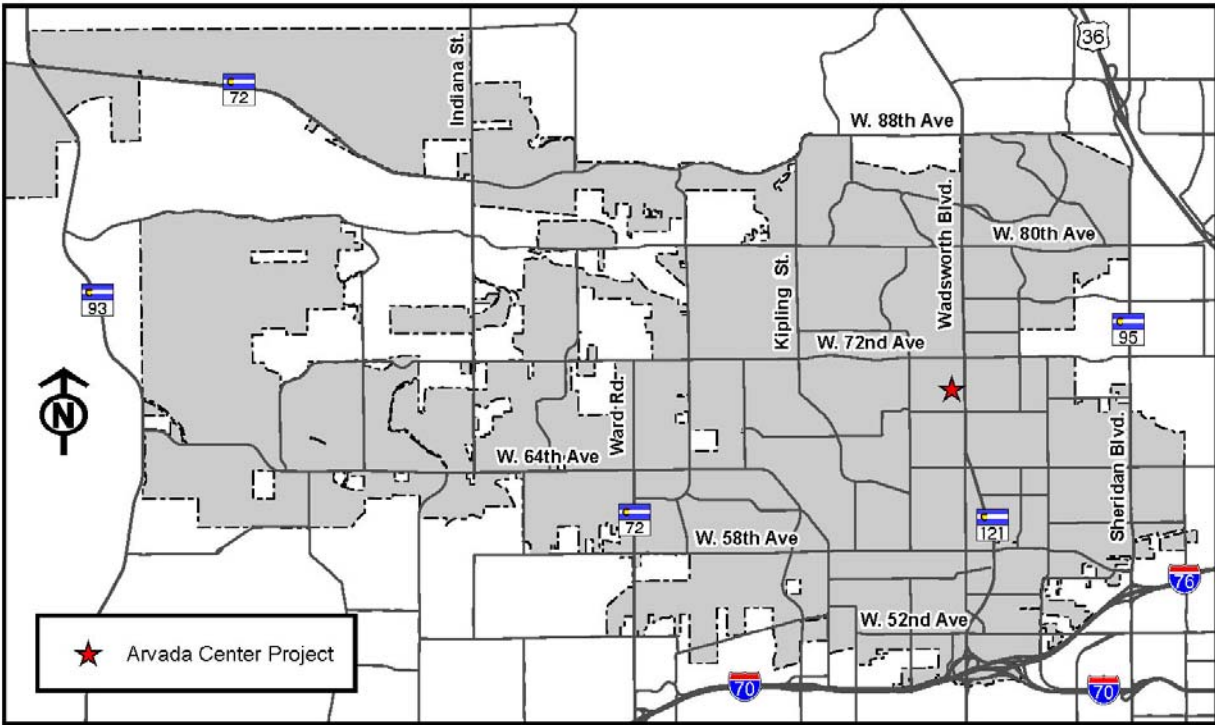 36
72
Indiana St.
W. 88th Ave
Wadsworth Blvd.
W. 80th Ave
Kipling St.
93
95
W. 72nd Ave
N
Ward Rd.
W. 64th Ave
Sheridan Blvd.
72
121
W. 58th Ave
76
W. 52nd Ave
Arvada Center Project
70
70